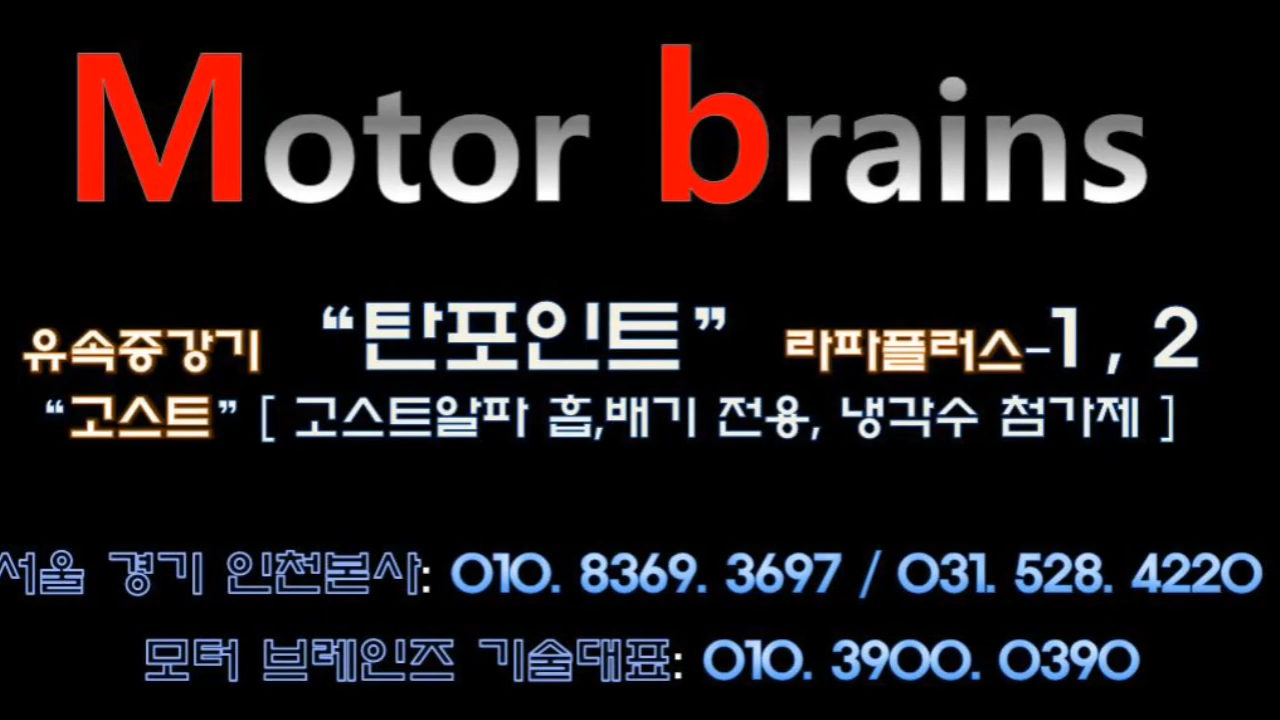 Motor brains
유속증강기 “탄포인트” 라파플러스-1 , 2
“고스트” [ 고스트알파 흡,배기 전용, 냉각수 첨가제 ]
서울 경기 인천본사: 010. 8369. 3697 / 031. 528. 4220
모터 브레인즈 기술대표: 010. 3900. 0390